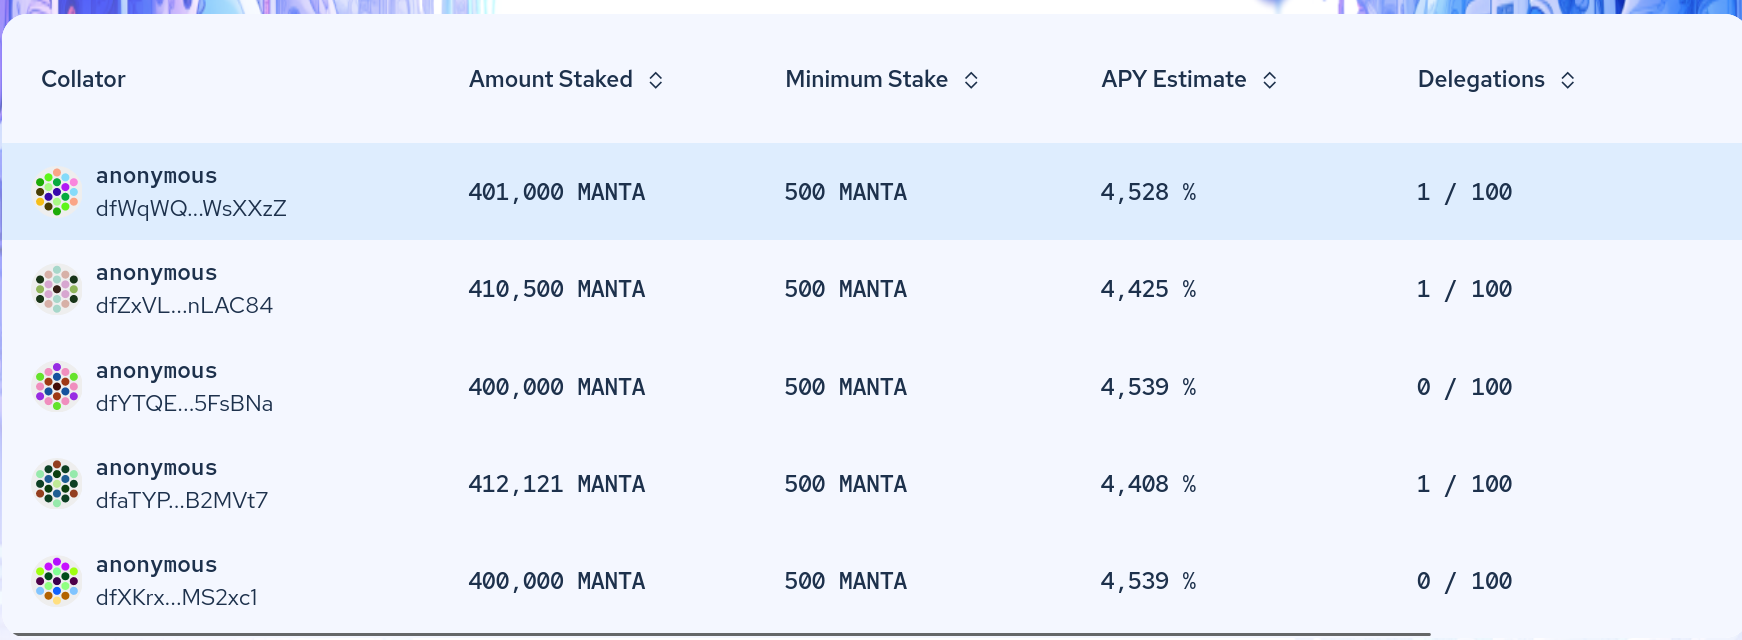 Collator Amount Staked Minimum Stake APY Estimate Delegations
anonymous
dfWqWQ...WsXXzZ 401,000 MANTA 500 MANTA 4,528 % 1 / 100
anonymous
dfZxVL...nLAC84 410,500 MANTA 500 MANTA 4,425 % 1 / 100
anonymous
dfYTQE...5FsBNa 400,000 MANTA 500 MANTA 4,539 % 0 / 100
anonymous
dfaTYP...B2MVt7 412,121 MANTA 500 MANTA 4,408 % 1 / 100
anonymous
dfXKrx...MS2xc1 400,000 MANTA 500 MANTA 4,539 % 0 / 100